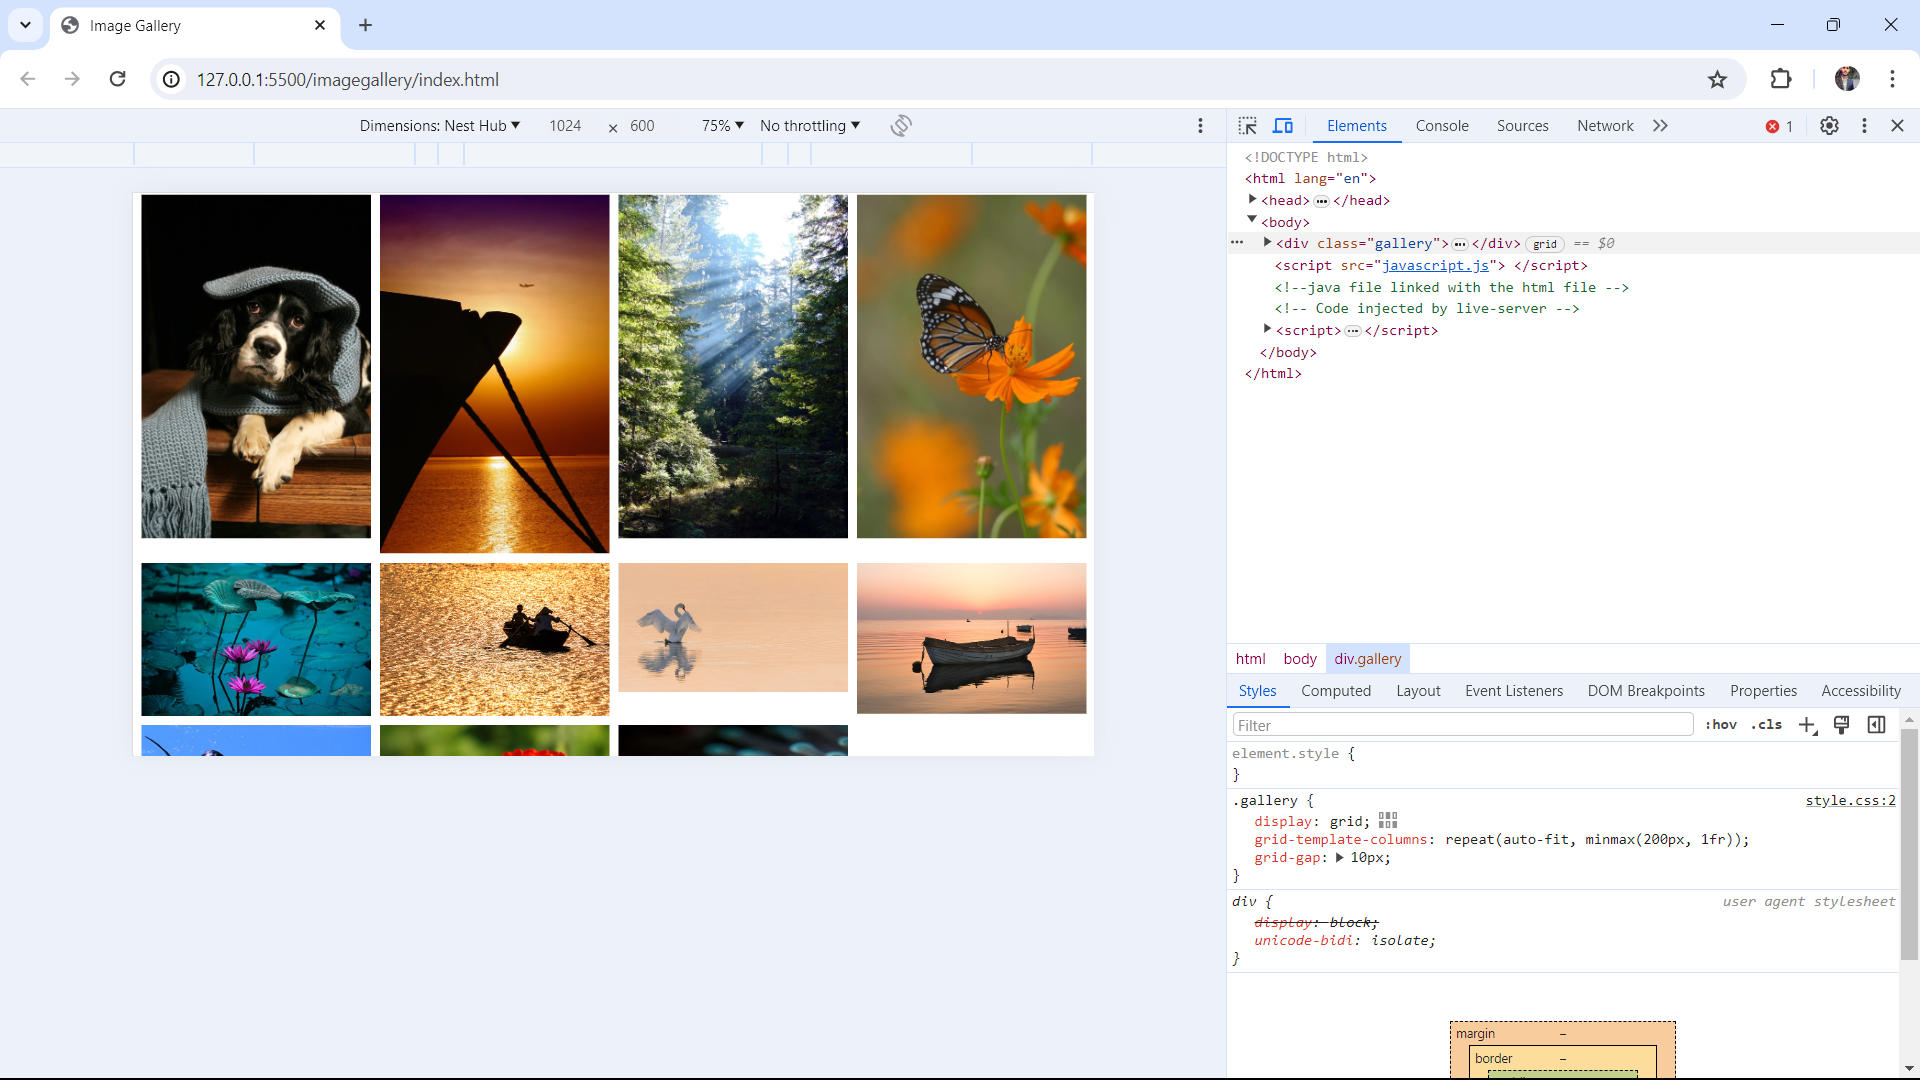 Image Gallery
127.0.0.1:5500/imagegallery/index.html
Dimensions: Nest Hub 1024 × 600 75% No throttling
Elements Console Sources Network 1
<!DOCTYPE html>
<html lang="en">
<head> ••• </head>
<body>
••• <div class="gallery"> ••• </div> grid == $0
<script src="javascript.js"> </script>
<!--java file linked with the html file -->
<!-- Code injected by live-server -->
<script> ••• </script>
</body>
</html>
html body div.gallery
Styles Computed Layout Event Listeners DOM Breakpoints Properties Accessibility
Filter :hov .cls
element.style {
}
.gallery { style.css:2
display: grid;
grid-template-columns: repeat(auto-fit, minmax(200px, 1fr));
grid-gap: 10px;
}
div { user agent stylesheet
display: block;
unicode-bidi: isolate;
}
margin –
border –